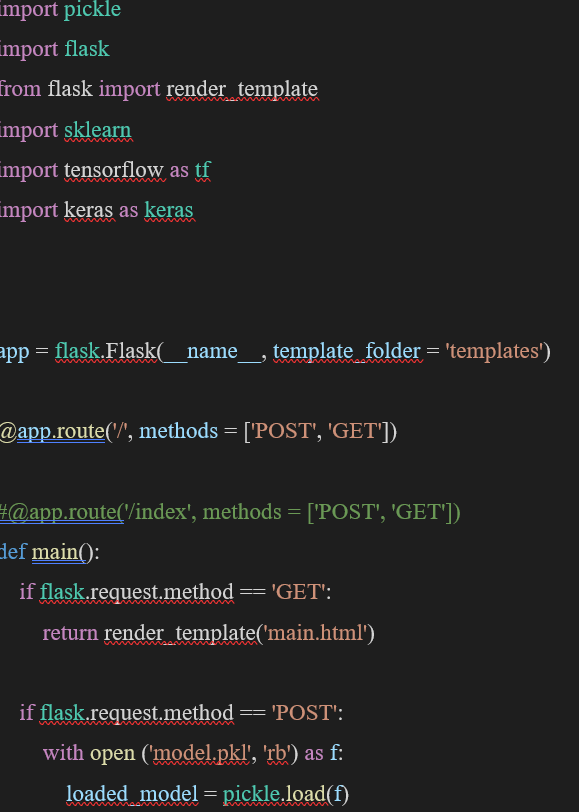 import pickle
import flask
from flask import render_template
import sklearn
import tensorflow as tf
import keras as keras
app = flask.Flask(__name__, template_folder = 'templates')
@app.route('/', methods = ['POST', 'GET'])
#@app.route('/index', methods = ['POST', 'GET'])
def main():
if flask.request.method == 'GET':
return render_template('main.html')
if flask.request.method == 'POST':
with open ('model.pkl', 'rb') as f:
loaded_model = pickle.load(f)